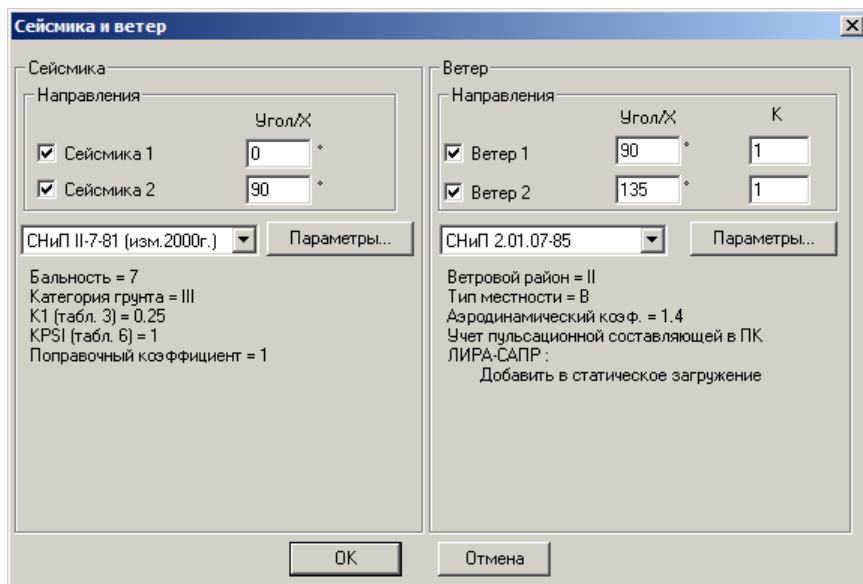 Сейсмика и ветер
Сейсмика
Направления
Угол/X
Сейсмика 1
0 °
Сейсмика 2
90 °
СНиП II-7-81 (изм.2000г.)
Параметры...
Бальность = 7
Категория грунта = III
K1 (табл. 3) = 0.25
KPSI (табл. 6) = 1
Поправочный коэффициент = 1
Ветер
Направления
Угол/X K
Ветер 1
90 ° 1
Ветер 2
135 ° 1
СНиП 2.01.07-85
Параметры...
Ветровой район = II
Тип местности = B
Аэродинамический коэф. = 1.4
Учет пульсационной составляющей в ПК
ЛИРА-САПР :
Добавить в статическое загружение
OK
Отмена